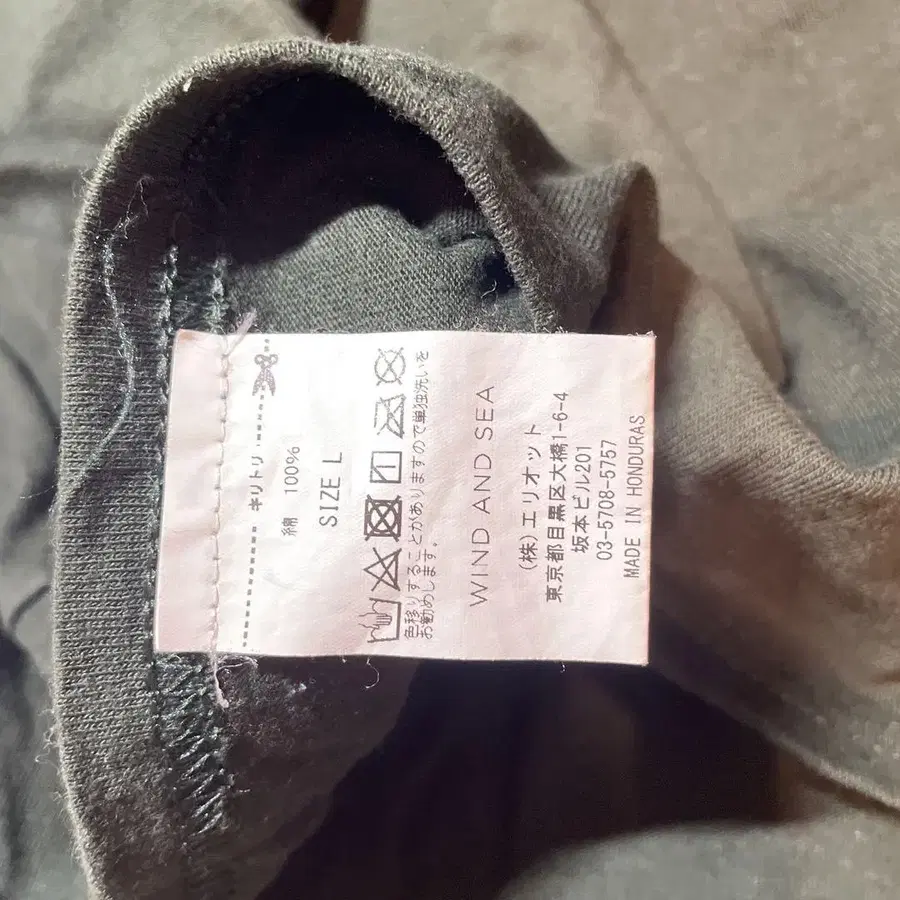 キリトリ
綿 100%
SIZE L
色移りすることがありますので単独洗いを
お勧めします。
WIND AND SEA
(株)エリオット
東京都目黒区大橋1-6-4
坂本ビル201
03-5708-5757
MADE IN HONDURAS